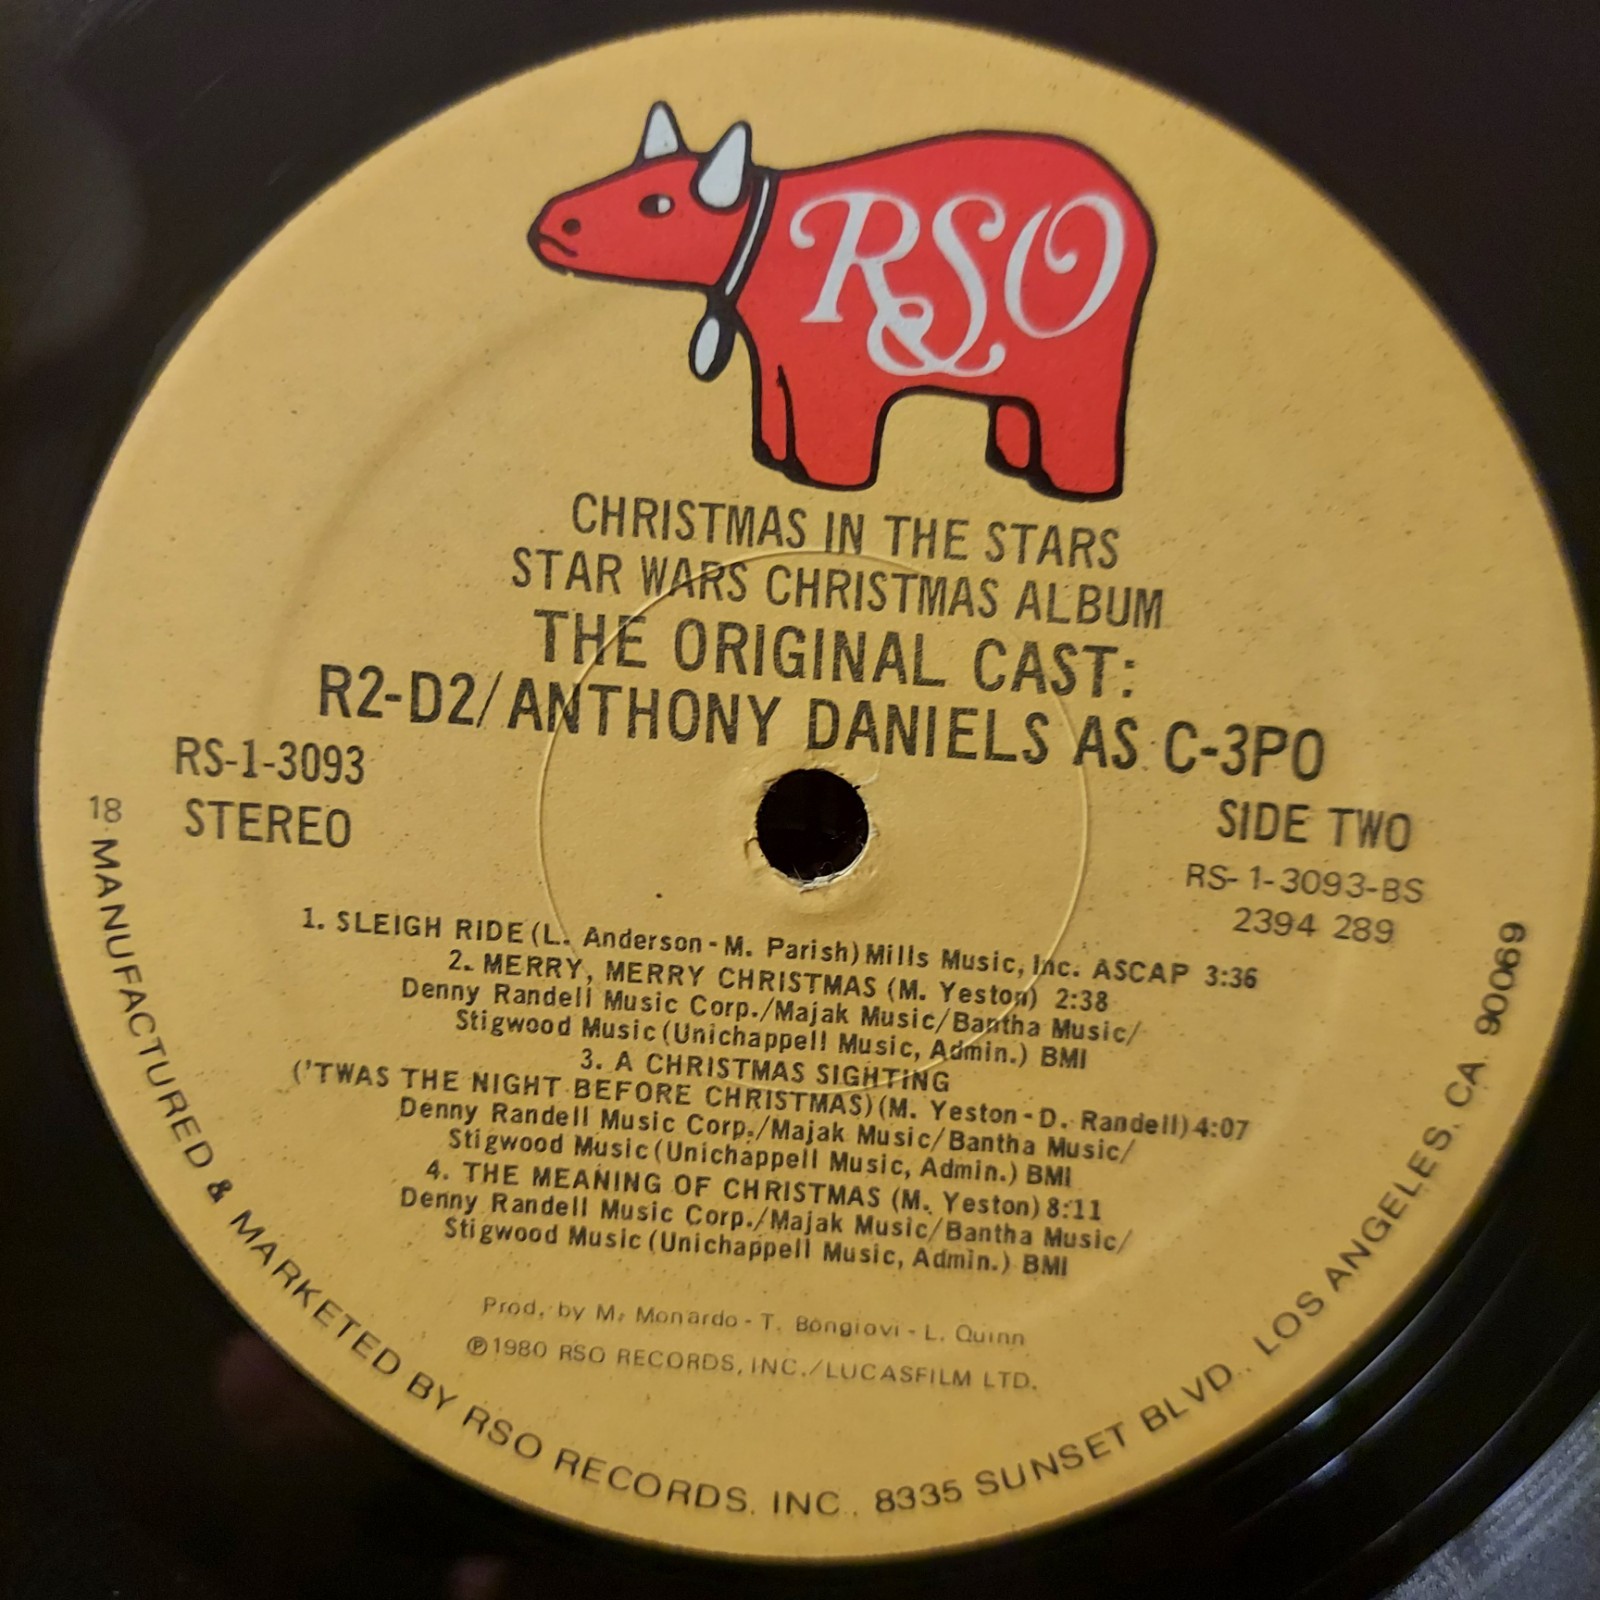 RSO
CHRISTMAS IN THE STARS
STAR WARS CHRISTMAS ALBUM
THE ORIGINAL CAST:
R2-D2/ANTHONY DANIELS AS C-3PO
RS-1-3093
STEREO
SIDE TWO
RS-1-3093-BS
2394 289
1. SLEIGH RIDE (L. Anderson - M. Parish) Mills Music, Inc. ASCAP 3:36
2. MERRY, MERRY CHRISTMAS (M. Yeston) 2:38
Denny Randell Music Corp./Majak Music/Bantha Music/
Stigwood Music (Unichappell Music, Admin.) BMI
3. A CHRISTMAS SIGHTING
('TWAS THE NIGHT BEFORE CHRISTMAS) (M. Yeston - D. Randell) 4:07
Denny Randell Music Corp./Majak Music/Bantha Music/
Stigwood Music (Unichappell Music, Admin.) BMI
4. THE MEANING OF CHRISTMAS (M. Yeston) 8:11
Denny Randell Music Corp./Majak Music/Bantha Music/
Stigwood Music (Unichappell Music, Admin.) BMI
Prod. by M. Monardo - T. Bongiovi - L. Quinn
℗1980 RSO RECORDS, INC./LUCASFILM LTD.
18 MANUFACTURED & MARKETED BY RSO RECORDS, INC., 8335 SUNSET BLVD., LOS ANGELES, CA. 90069